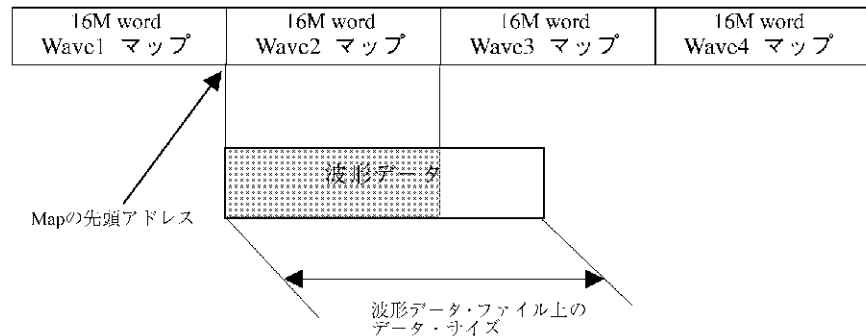 16M word
Wave1 マップ
16M word
Wave2 マップ
16M word
Wave3 マップ
16M word
Wave4 マップ
波形データ
Mapの先頭アドレス
波形データ・ファイル上の
データ・サイズ